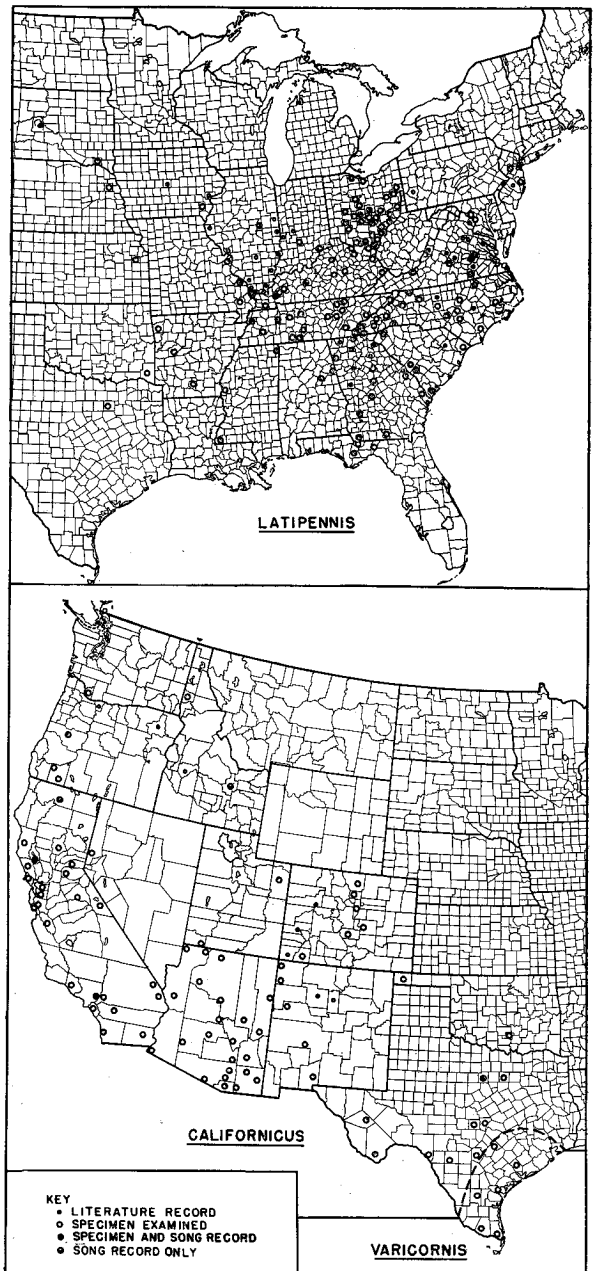 LATIPENNIS
CALIFORNICUS
KEY
LITERATURE RECORD
SPECIMEN EXAMINED
SPECIMEN AND SONG RECORD
SONG RECORD ONLY
VARICORNIS